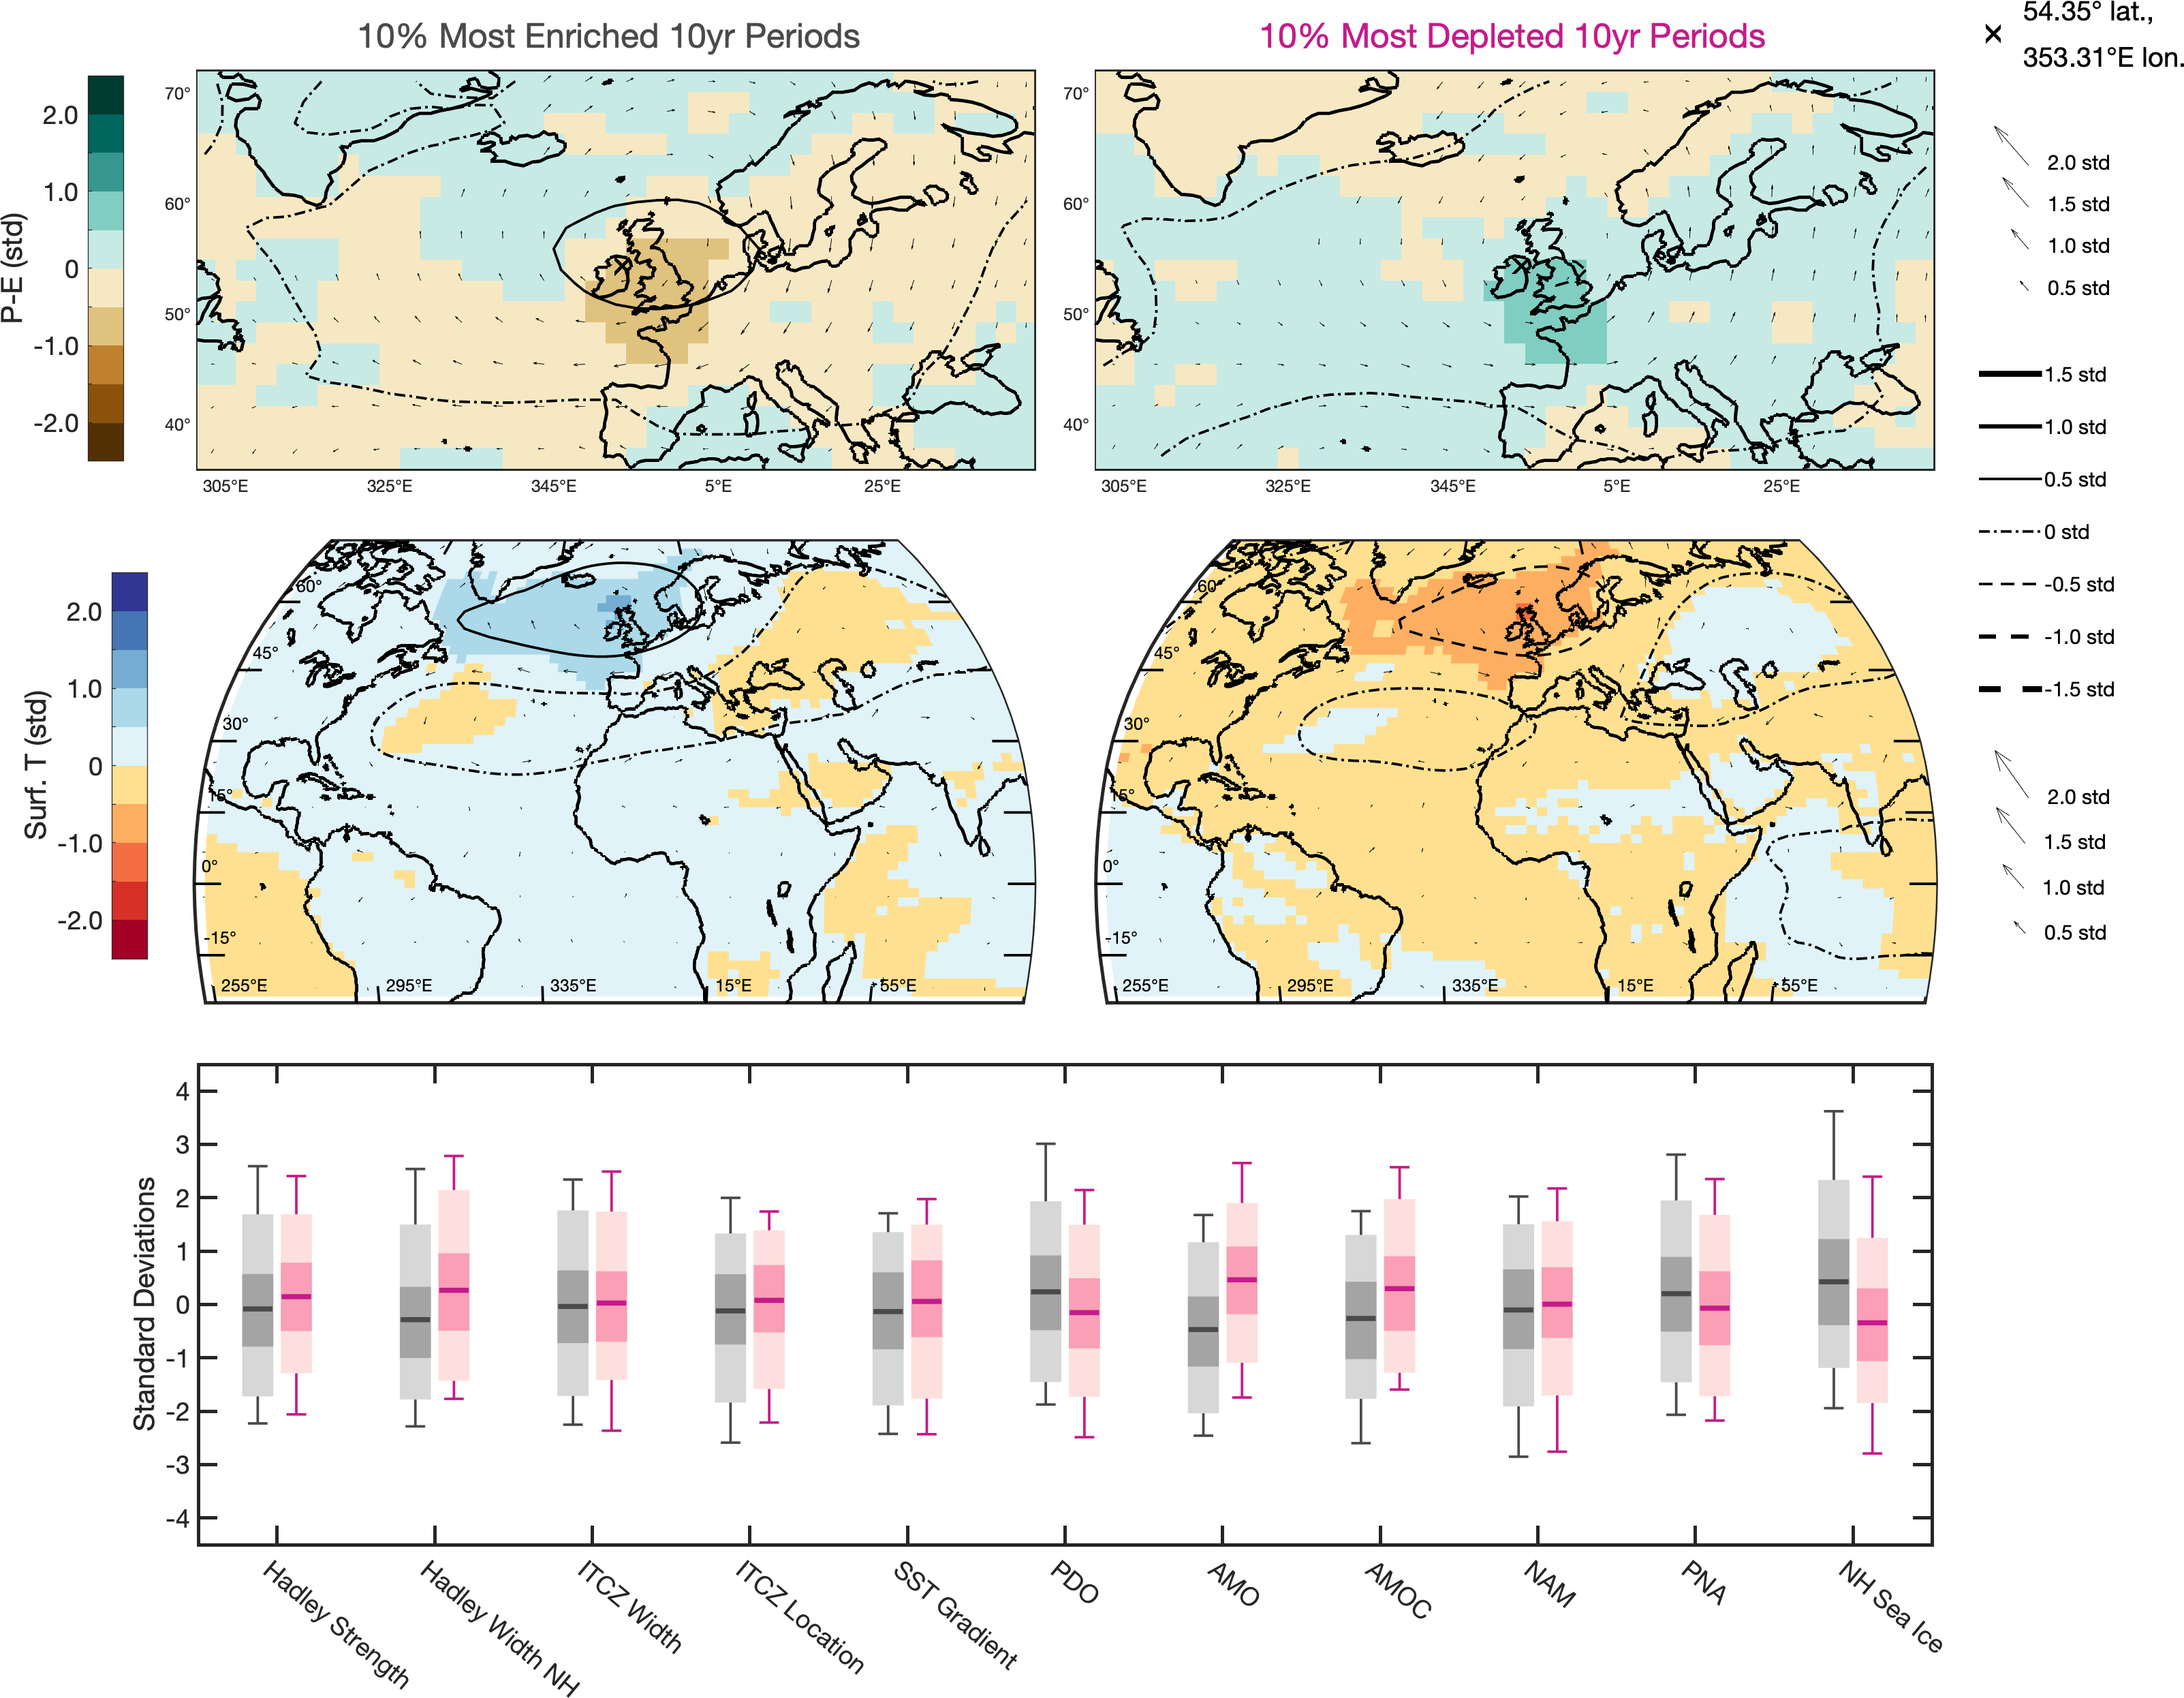 10% Most Enriched 10yr Periods
10% Most Depleted 10yr Periods
54.35° lat.,
353.31°E lon.
P-E (std)
2.0
1.0
0
-1.0
-2.0
70°
60°
50°
40°
305°E 325°E 345°E 5°E 25°E
70°
60°
50°
40°
305°E 325°E 345°E 5°E 25°E
2.0 std
1.5 std
1.0 std
0.5 std
1.5 std
1.0 std
0.5 std
0 std
-0.5 std
-1.0 std
-1.5 std
Surf. T (std)
2.0
1.0
0
-1.0
-2.0
60°
45°
30°
15°
0°
-15°
255°E 295°E 335°E 15°E 55°E
60°
45°
30°
15°
0°
-15°
255°E 295°E 335°E 15°E 55°E
2.0 std
1.5 std
1.0 std
0.5 std
Standard Deviations
4
3
2
1
0
-1
-2
-3
-4
Hadley Strength
Hadley Width NH
ITCZ Width
ITCZ Location
SST Gradient
PDO
AMO
AMOC
NAM
PNA
NH Sea Ice